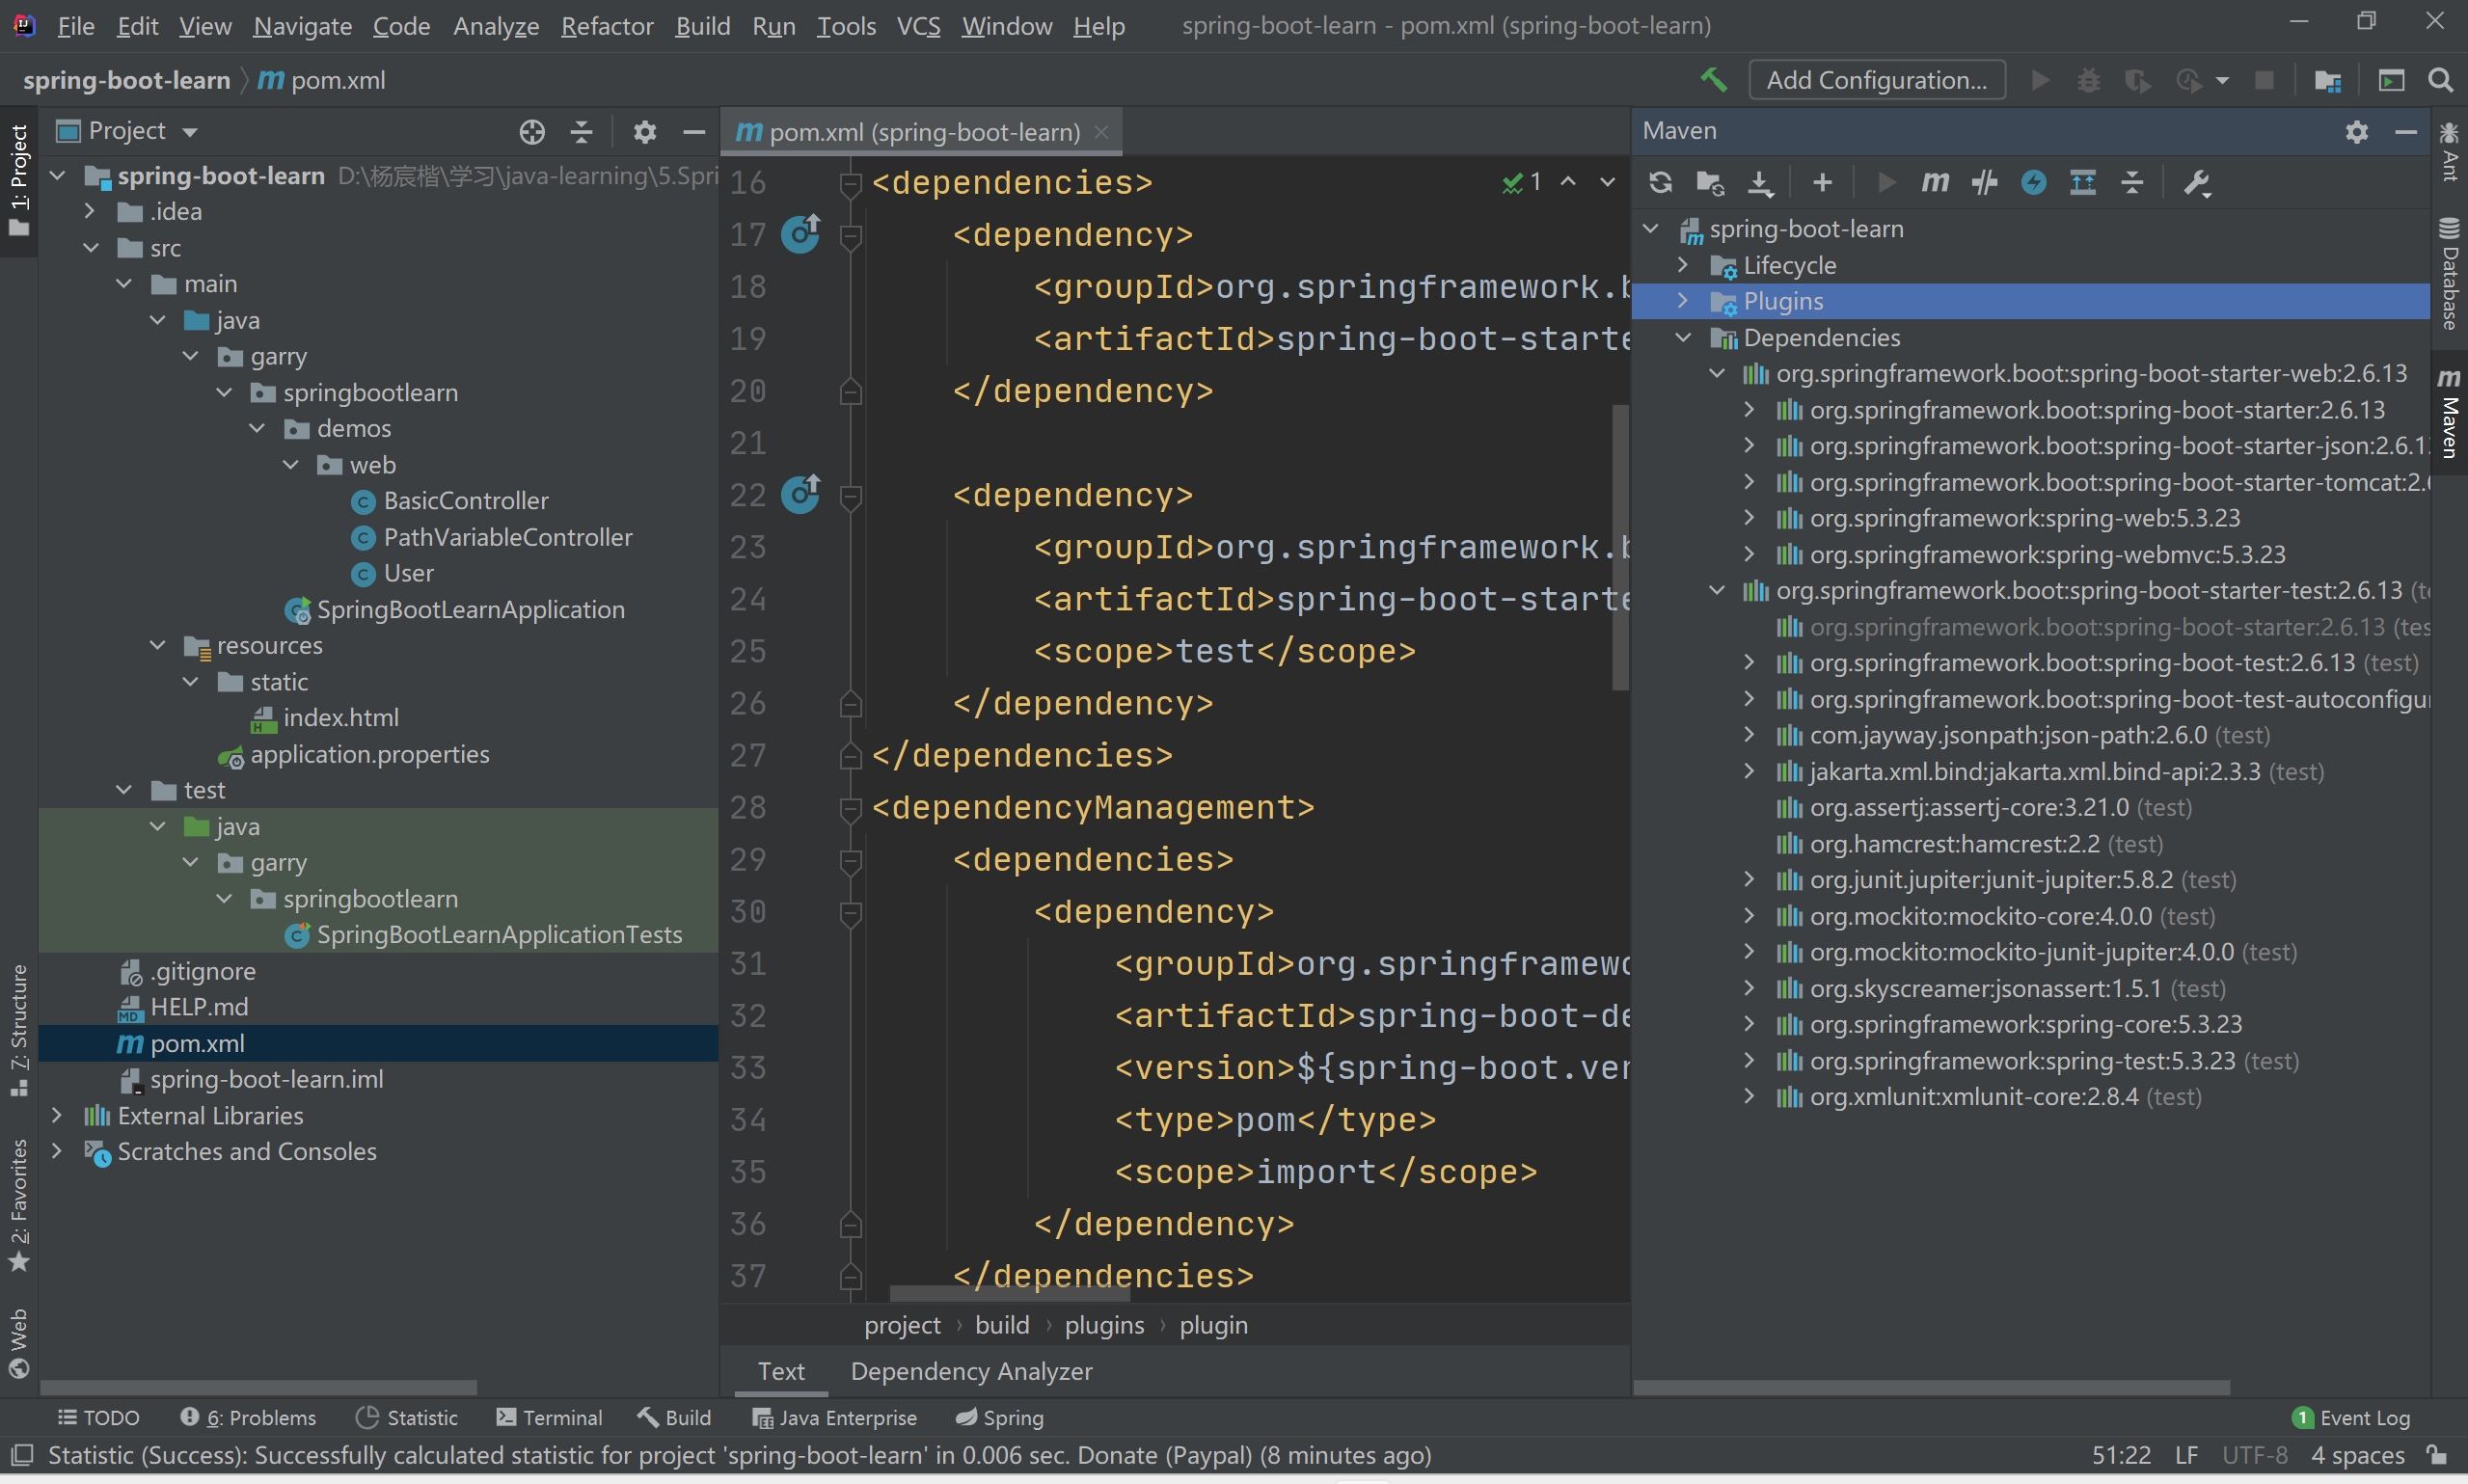 File Edit View Navigate Code Analyze Refactor Build Run Tools VCS Window Help spring-boot-learn - pom.xml (spring-boot-learn)
spring-boot-learn pom.xml Add Configuration...
1: Project
7: Structure
2: Favorites
Web
Project
spring-boot-learn D:\杨宸楷\学习\java-learning\5.Spri
.idea
src
main
java
garry
springbootlearn
demos
web
BasicController
PathVariableController
User
SpringBootLearnApplication
resources
static
index.html
application.properties
test
java
garry
springbootlearn
SpringBootLearnApplicationTests
.gitignore
HELP.md
pom.xml
spring-boot-learn.iml
External Libraries
Scratches and Consoles
pom.xml (spring-boot-learn)
1
16 <dependencies>
17 <dependency>
18 <groupId>org.springframework.b
19 <artifactId>spring-boot-starte
20 </dependency>
21
22 <dependency>
23 <groupId>org.springframework.b
24 <artifactId>spring-boot-starte
25 <scope>test</scope>
26 </dependency>
27 </dependencies>
28 <dependencyManagement>
29 <dependencies>
30 <dependency>
31 <groupId>org.springframewo
32 <artifactId>spring-boot-de
33 <version>${spring-boot.ver
34 <type>pom</type>
35 <scope>import</scope>
36 </dependency>
37 </dependencies>
project › build › plugins › plugin
Text Dependency Analyzer
Maven
spring-boot-learn
Lifecycle
Plugins
Dependencies
org.springframework.boot:spring-boot-starter-web:2.6.13
org.springframework.boot:spring-boot-starter:2.6.13
org.springframework.boot:spring-boot-starter-json:2.6.1
org.springframework.boot:spring-boot-starter-tomcat:2.6
org.springframework:spring-web:5.3.23
org.springframework:spring-webmvc:5.3.23
org.springframework.boot:spring-boot-starter-test:2.6.13 (te
org.springframework.boot:spring-boot-starter:2.6.13 (tes
org.springframework.boot:spring-boot-test:2.6.13 (test)
org.springframework.boot:spring-boot-test-autoconfigur
com.jayway.jsonpath:json-path:2.6.0 (test)
jakarta.xml.bind:jakarta.xml.bind-api:2.3.3 (test)
org.assertj:assertj-core:3.21.0 (test)
org.hamcrest:hamcrest:2.2 (test)
org.junit.jupiter:junit-jupiter:5.8.2 (test)
org.mockito:mockito-core:4.0.0 (test)
org.mockito:mockito-junit-jupiter:4.0.0 (test)
org.skyscreamer:jsonassert:1.5.1 (test)
org.springframework:spring-core:5.3.23
org.springframework:spring-test:5.3.23 (test)
org.xmlunit:xmlunit-core:2.8.4 (test)
Ant
Database
Maven
TODO 6: Problems Statistic Terminal Build Java Enterprise Spring 1 Event Log
Statistic (Success): Successfully calculated statistic for project 'spring-boot-learn' in 0.006 sec. Donate (Paypal) (8 minutes ago) 51:22 LF UTF-8 4 spaces